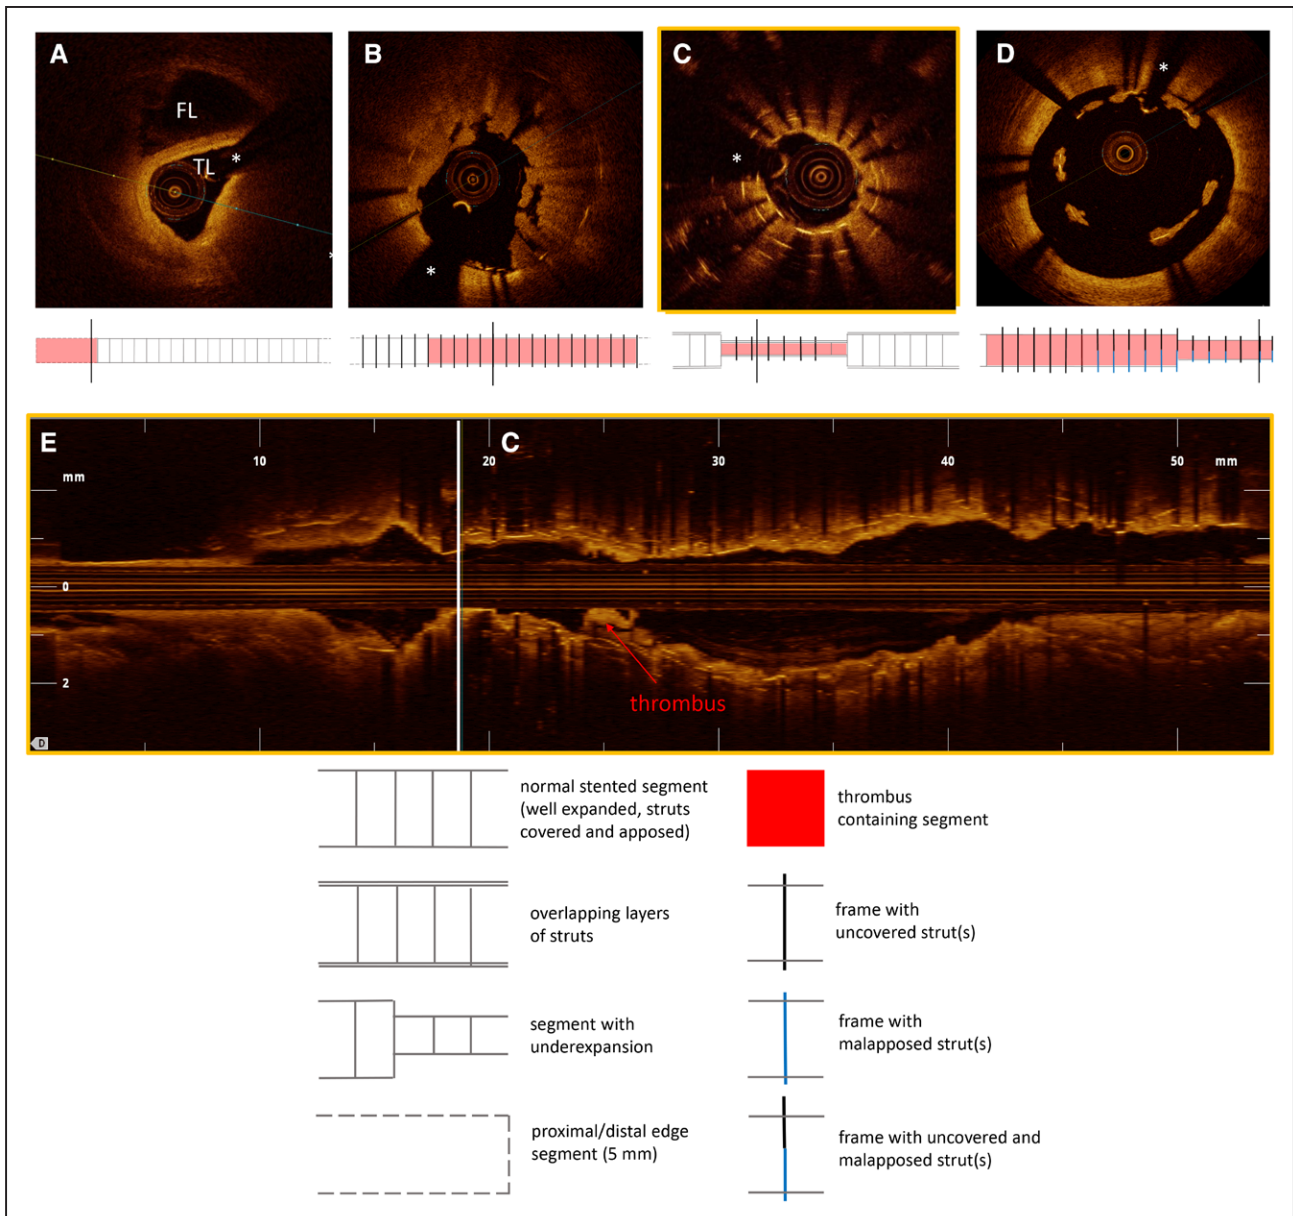 A
B
C
D
FL
TL
*
*
*
*
E
C
mm
10
20
30
40
50
mm
0
2
thrombus
D
normal stented segment
(well expanded, struts
covered and apposed)
thrombus
containing segment
overlapping layers
of struts
frame with
uncovered strut(s)
segment with
underexpansion
frame with
malapposed strut(s)
proximal/distal edge
segment (5 mm)
frame with uncovered and
malapposed strut(s)